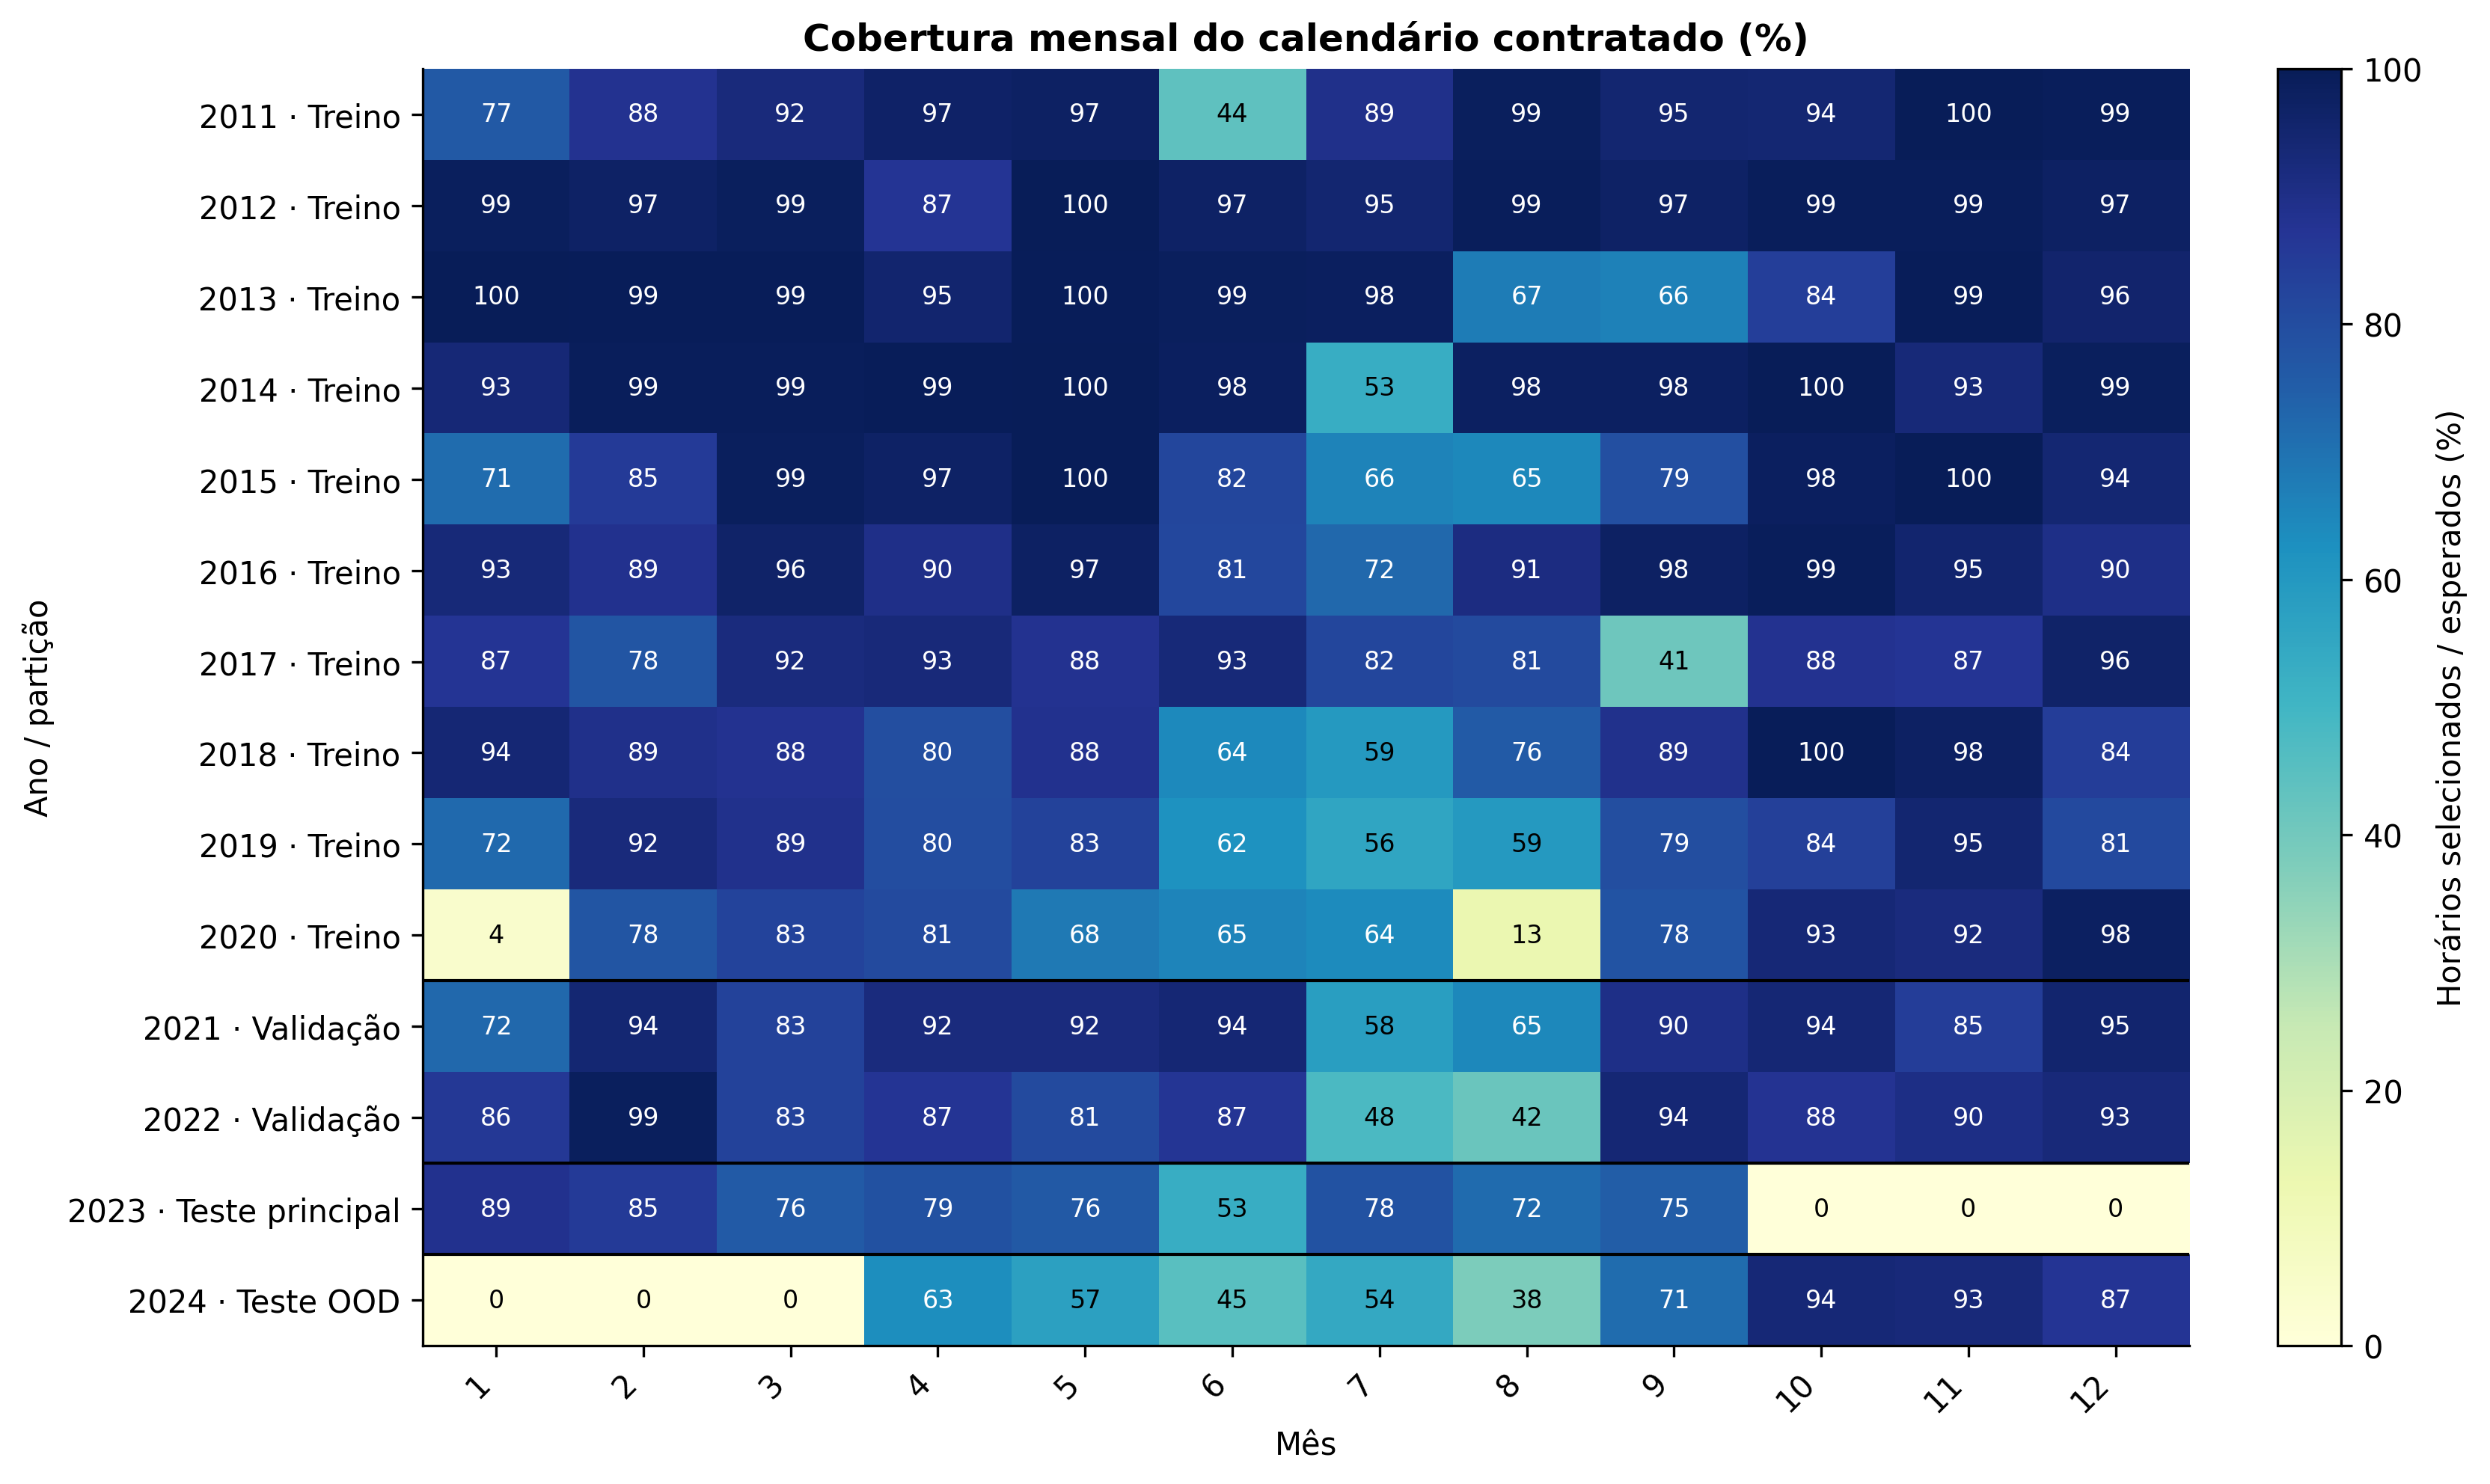 Cobertura mensal do calendário contratado (%)
2011 · Treino 77 88 92 97 97 44 89 99 95 94 100 99
2012 · Treino 99 97 99 87 100 97 95 99 97 99 99 97
2013 · Treino 100 99 99 95 100 99 98 67 66 84 99 96
2014 · Treino 93 99 99 99 100 98 53 98 98 100 93 99
2015 · Treino 71 85 99 97 100 82 66 65 79 98 100 94
2016 · Treino 93 89 96 90 97 81 72 91 98 99 95 90
2017 · Treino 87 78 92 93 88 93 82 81 41 88 87 96
2018 · Treino 94 89 88 80 88 64 59 76 89 100 98 84
2019 · Treino 72 92 89 80 83 62 56 59 79 84 95 81
2020 · Treino 4 78 83 81 68 65 64 13 78 93 92 98
2021 · Validação 72 94 83 92 92 94 58 65 90 94 85 95
2022 · Validação 86 99 83 87 81 87 48 42 94 88 90 93
2023 · Teste principal 89 85 76 79 76 53 78 72 75 0 0 0
2024 · Teste OOD 0 0 0 63 57 45 54 38 71 94 93 87
1 2 3 4 5 6 7 8 9 10 11 12
Mês
Ano / partição
100
80
60
40
20
0
Horários selecionados / esperados (%)